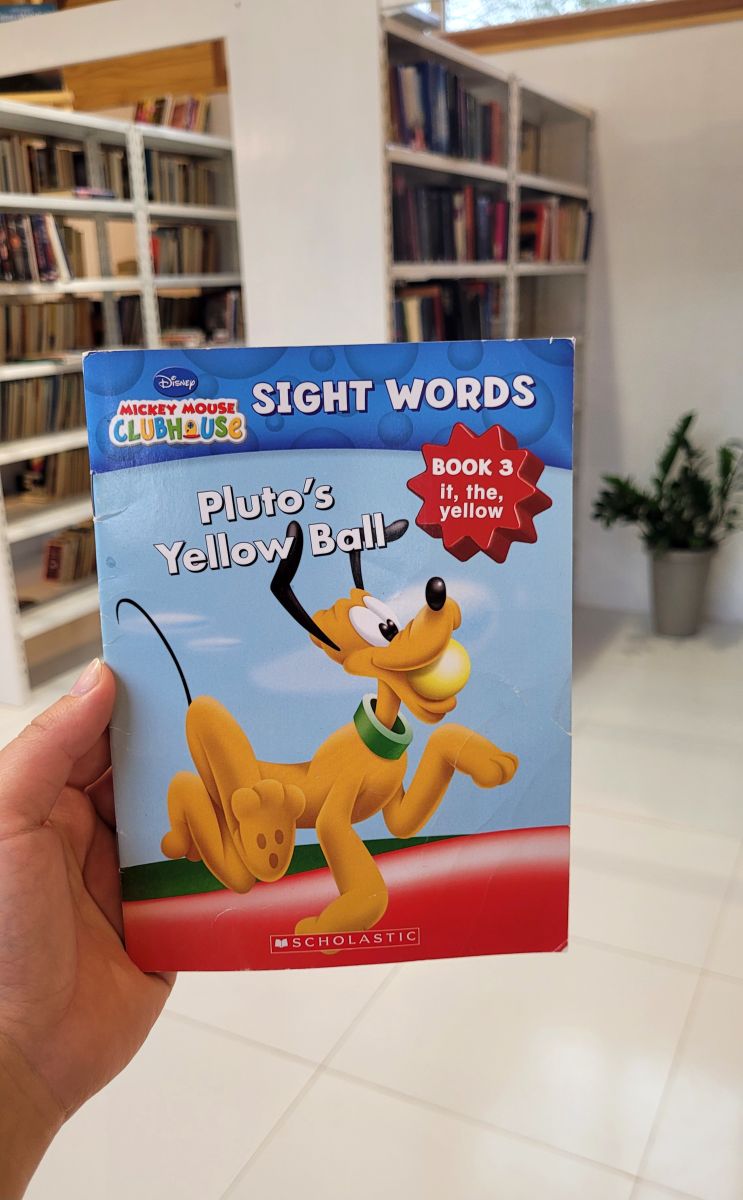 Disney
MICKEY MOUSE
CLUBHOUSE
SIGHT WORDS
BOOK 3
it, the,
yellow
Pluto's
Yellow Ball
SCHOLASTIC